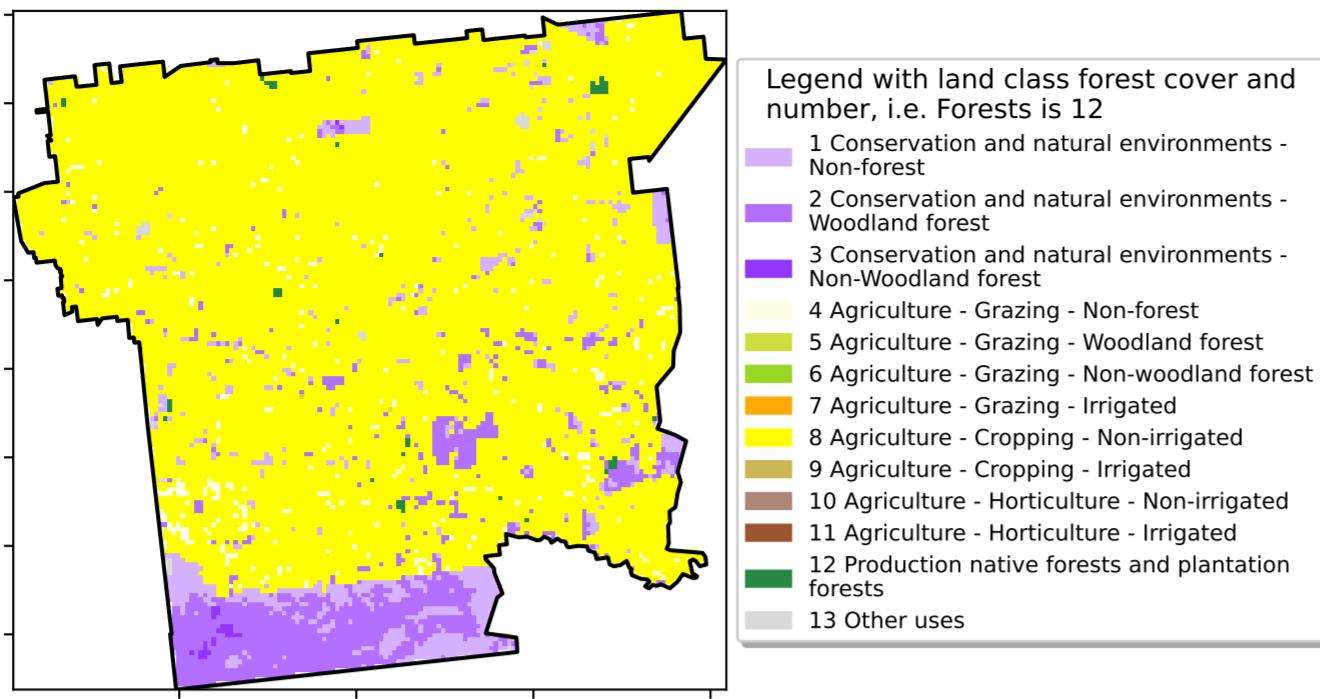 Legend with land class forest cover and
number, i.e. Forests is 12
1 Conservation and natural environments -
Non-forest
2 Conservation and natural environments -
Woodland forest
3 Conservation and natural environments -
Non-Woodland forest
4 Agriculture - Grazing - Non-forest
5 Agriculture - Grazing - Woodland forest
6 Agriculture - Grazing - Non-woodland forest
7 Agriculture - Grazing - Irrigated
8 Agriculture - Cropping - Non-irrigated
9 Agriculture - Cropping - Irrigated
10 Agriculture - Horticulture - Non-irrigated
11 Agriculture - Horticulture - Irrigated
12 Production native forests and plantation
forests
13 Other uses